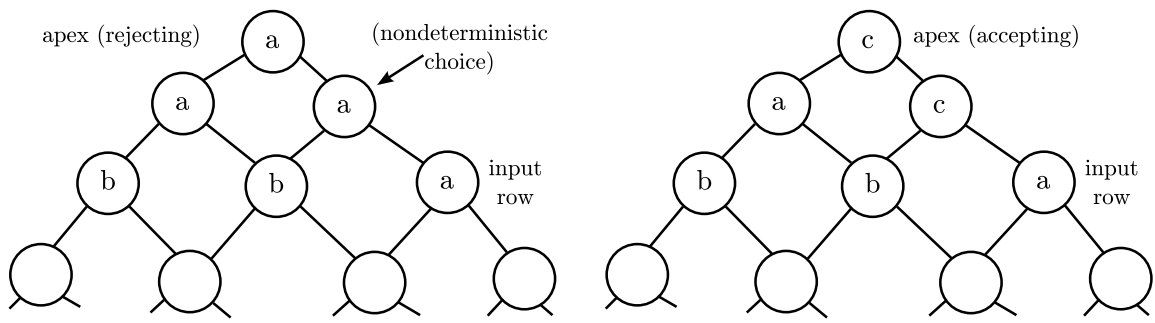 apex (rejecting)
a
(nondeterministic
choice)
a
a
b
b
a
input
row
c
apex (accepting)
a
c
b
b
a
input
row